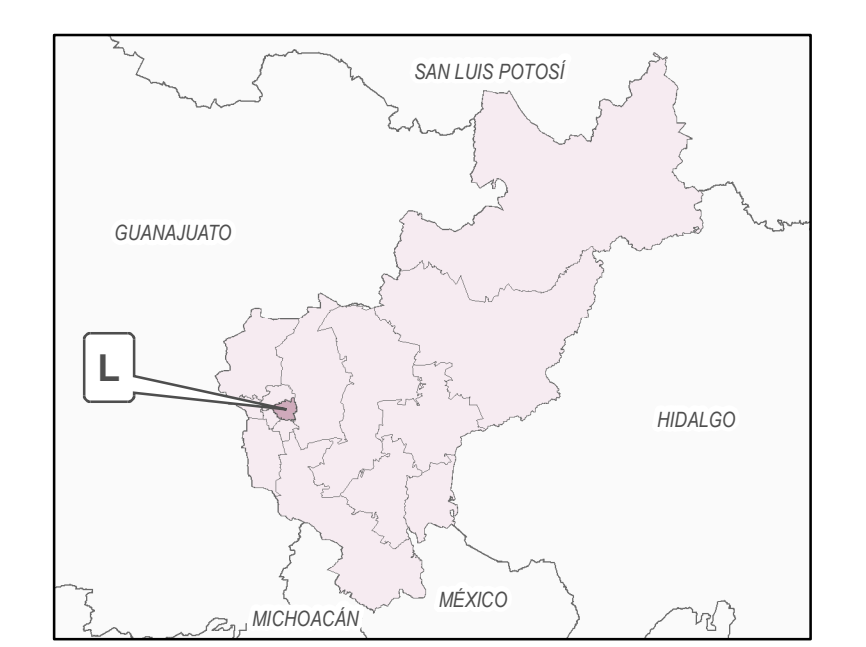 SAN LUIS POTOSÍ
GUANAJUATO
L
HIDALGO
MÉXICO
MICHOACÁN